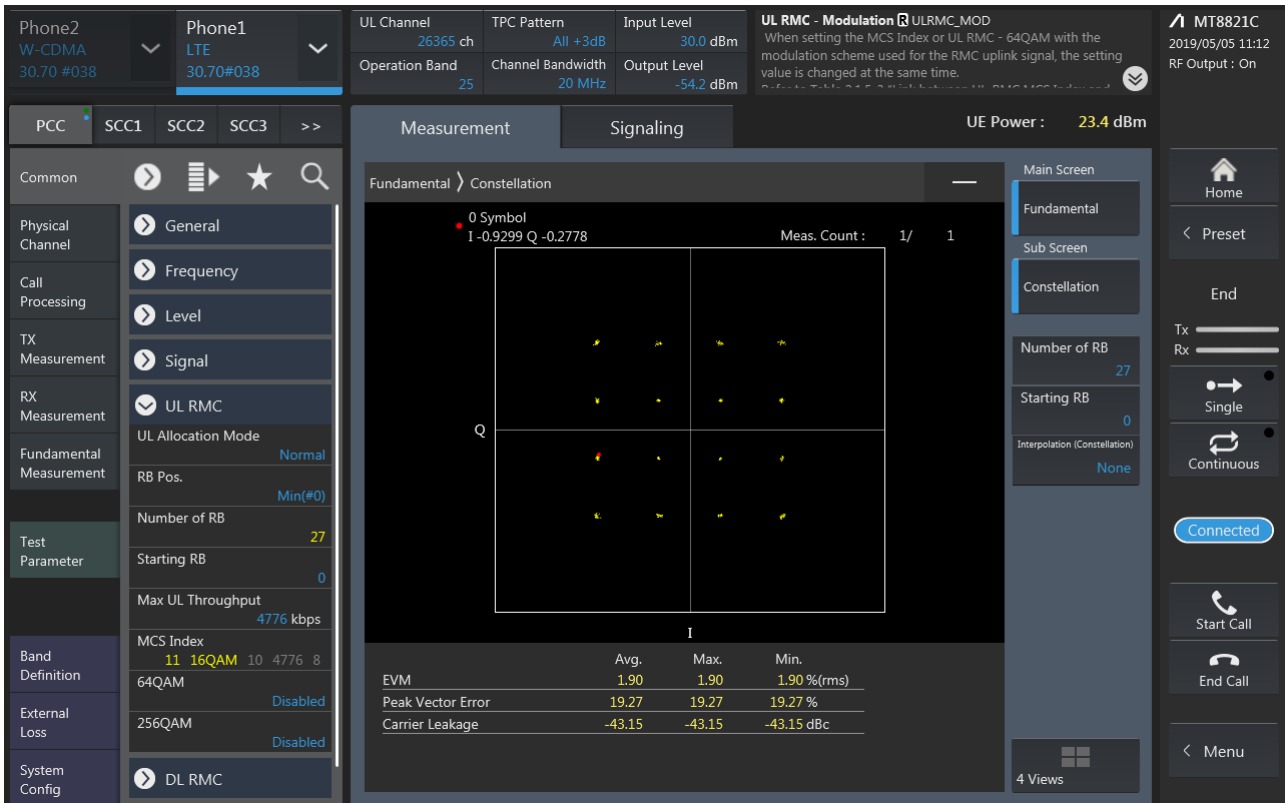 Phone2
W-CDMA
30.70 #038
Phone1
LTE
30.70#038
UL Channel
26365 ch
TPC Pattern
All +3dB
Input Level
30.0 dBm
Operation Band
25
Channel Bandwidth
20 MHz
Output Level
-54.2 dBm
UL RMC - Modulation R ULRMC_MOD
When setting the MCS Index or UL RMC - 64QAM with the
modulation scheme used for the RMC uplink signal, the setting
value is changed at the same time.
MT8821C
2019/05/05 11:12
RF Output : On
PCC SCC1 SCC2 SCC3 >>
Measurement
Signaling
UE Power : 23.4 dBm
Common
Physical
Channel
Call
Processing
TX
Measurement
RX
Measurement
Fundamental
Measurement
Test
Parameter
Band
Definition
External
Loss
System
Config
General
Frequency
Level
Signal
UL RMC
UL Allocation Mode
Normal
RB Pos.
Min(#0)
Number of RB
27
Starting RB
0
Max UL Throughput
4776 kbps
MCS Index
11 16QAM 10 4776 8
64QAM
Disabled
256QAM
Disabled
DL RMC
Fundamental Constellation
0 Symbol
I -0.9299 Q -0.2778
Meas. Count : 1/ 1
Q
I
Avg. Max. Min.
EVM 1.90 1.90 1.90 %(rms)
Peak Vector Error 19.27 19.27 19.27 %
Carrier Leakage -43.15 -43.15 -43.15 dBc
Main Screen
Fundamental
Sub Screen
Constellation
Number of RB
27
Starting RB
0
Interpolation (Constellation)
None
4 Views
Home
< Preset
End
Tx
Rx
Single
Continuous
Connected
Start Call
End Call
< Menu